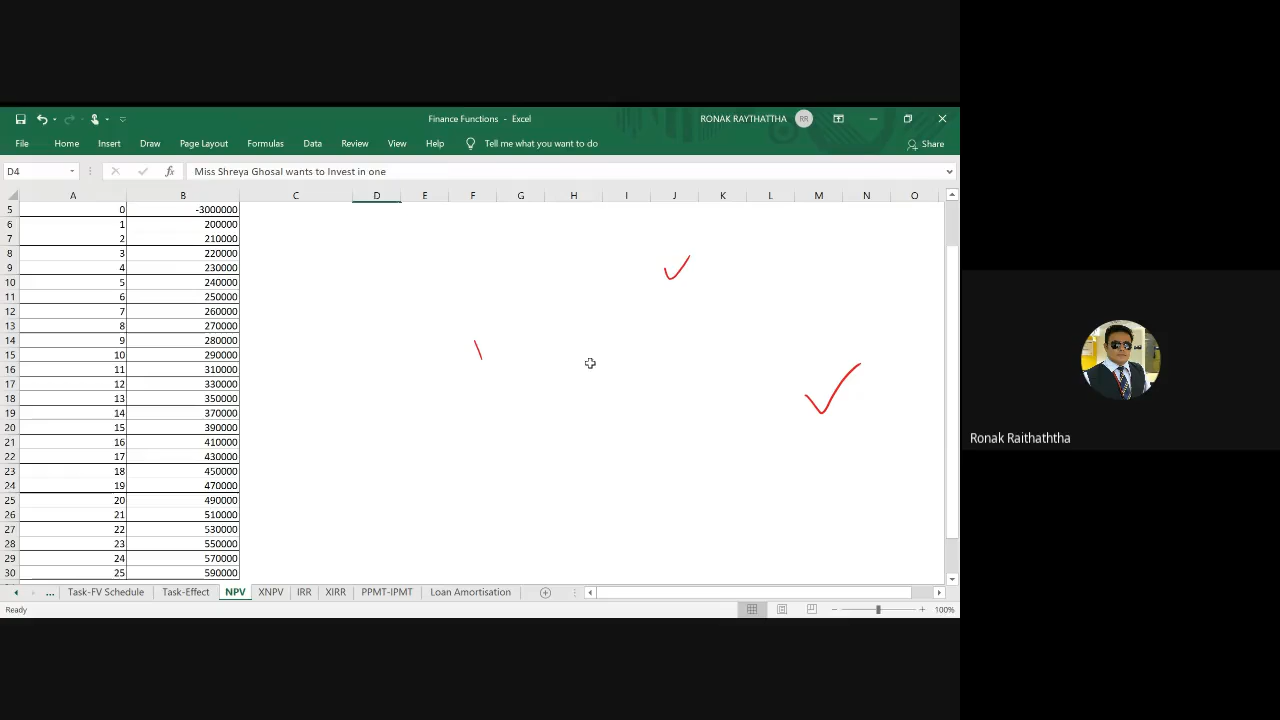 Finance Functions - Excel
RONAK RAYTHATTHA RR
File Home Insert Draw Page Layout Formulas Data Review View Help Tell me what you want to do Share
D4 fx Miss Shreya Ghosal wants to Invest in one
A B C D E F G H I J K L M N O
5 0 -3000000
6 1 200000
7 2 210000
8 3 220000
9 4 230000
10 5 240000
11 6 250000
12 7 260000
13 8 270000
14 9 280000
15 10 290000
16 11 310000
17 12 330000
18 13 350000
19 14 370000
20 15 390000
21 16 410000
22 17 430000
23 18 450000
24 19 470000
25 20 490000
26 21 510000
27 22 530000
28 23 550000
29 24 570000
30 25 590000
... Task-FV Schedule Task-Effect NPV XNPV IRR XIRR PPMT-IPMT Loan Amortisation
Ready 100%
Ronak Raithaththa